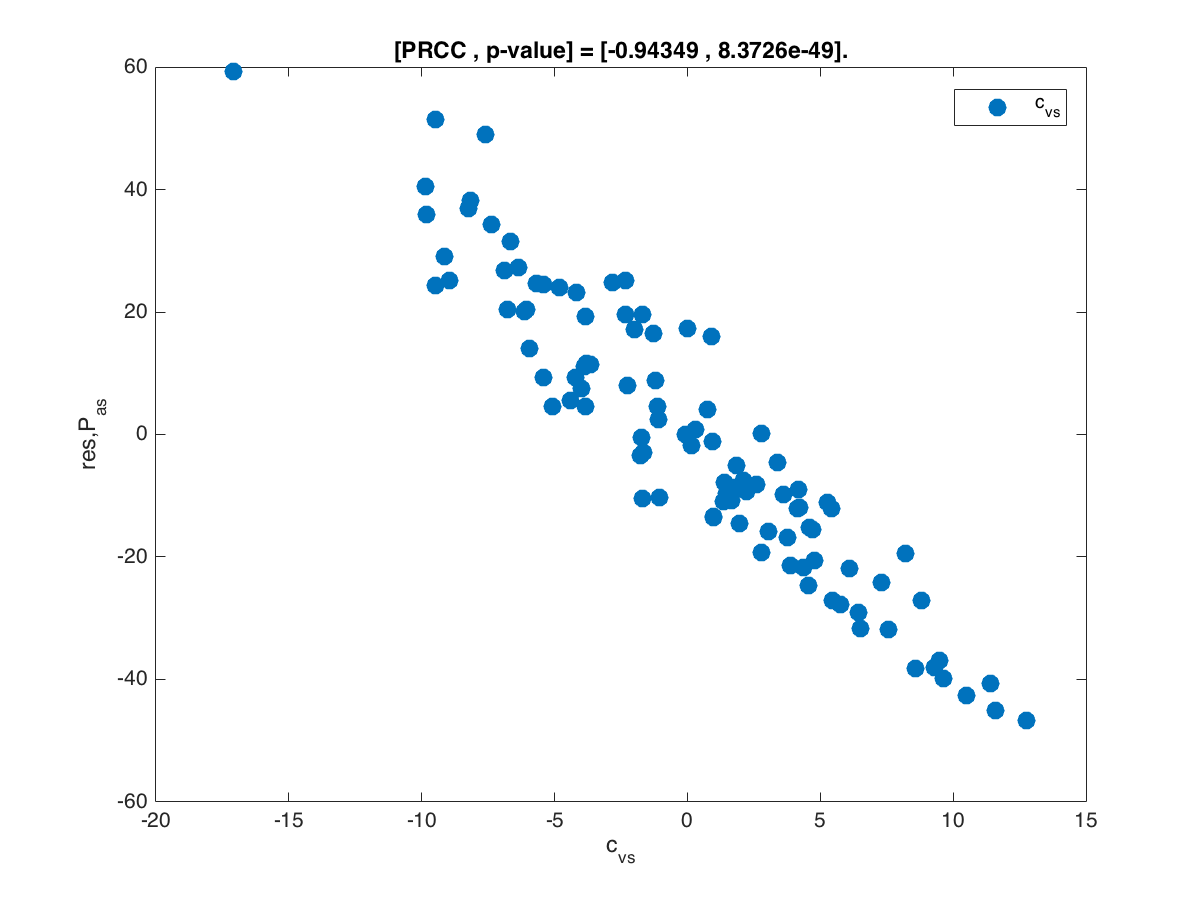 [PRCC , p-value] = [-0.94349 , 8.3726e-49].
60
40
20
0
-20
-40
-60
res,P_as
c_vs
-20 -15 -10 -5 0 5 10 15
c_vs